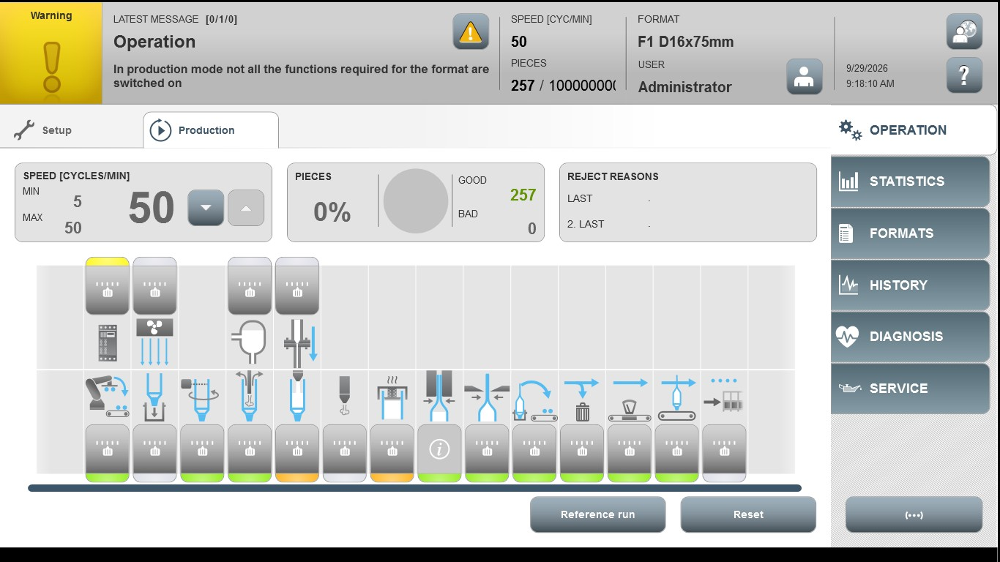 Warning
LATEST MESSAGE [0/1/0]
Operation
In production mode not all the functions required for the format are
switched on
SPEED [CYC/MIN]
50
PIECES
257 / 10000000
FORMAT
F1 D16x75mm
USER
Administrator
9/29/2026
9:18:10 AM
?
Setup
Production
SPEED [CYCLES/MIN]
MIN
5
MAX
50
50
PIECES
0%
GOOD
257
BAD
0
REJECT REASONS
LAST .
2. LAST .
i
Reference run
Reset
OPERATION
STATISTICS
FORMATS
HISTORY
DIAGNOSIS
SERVICE
(•••)